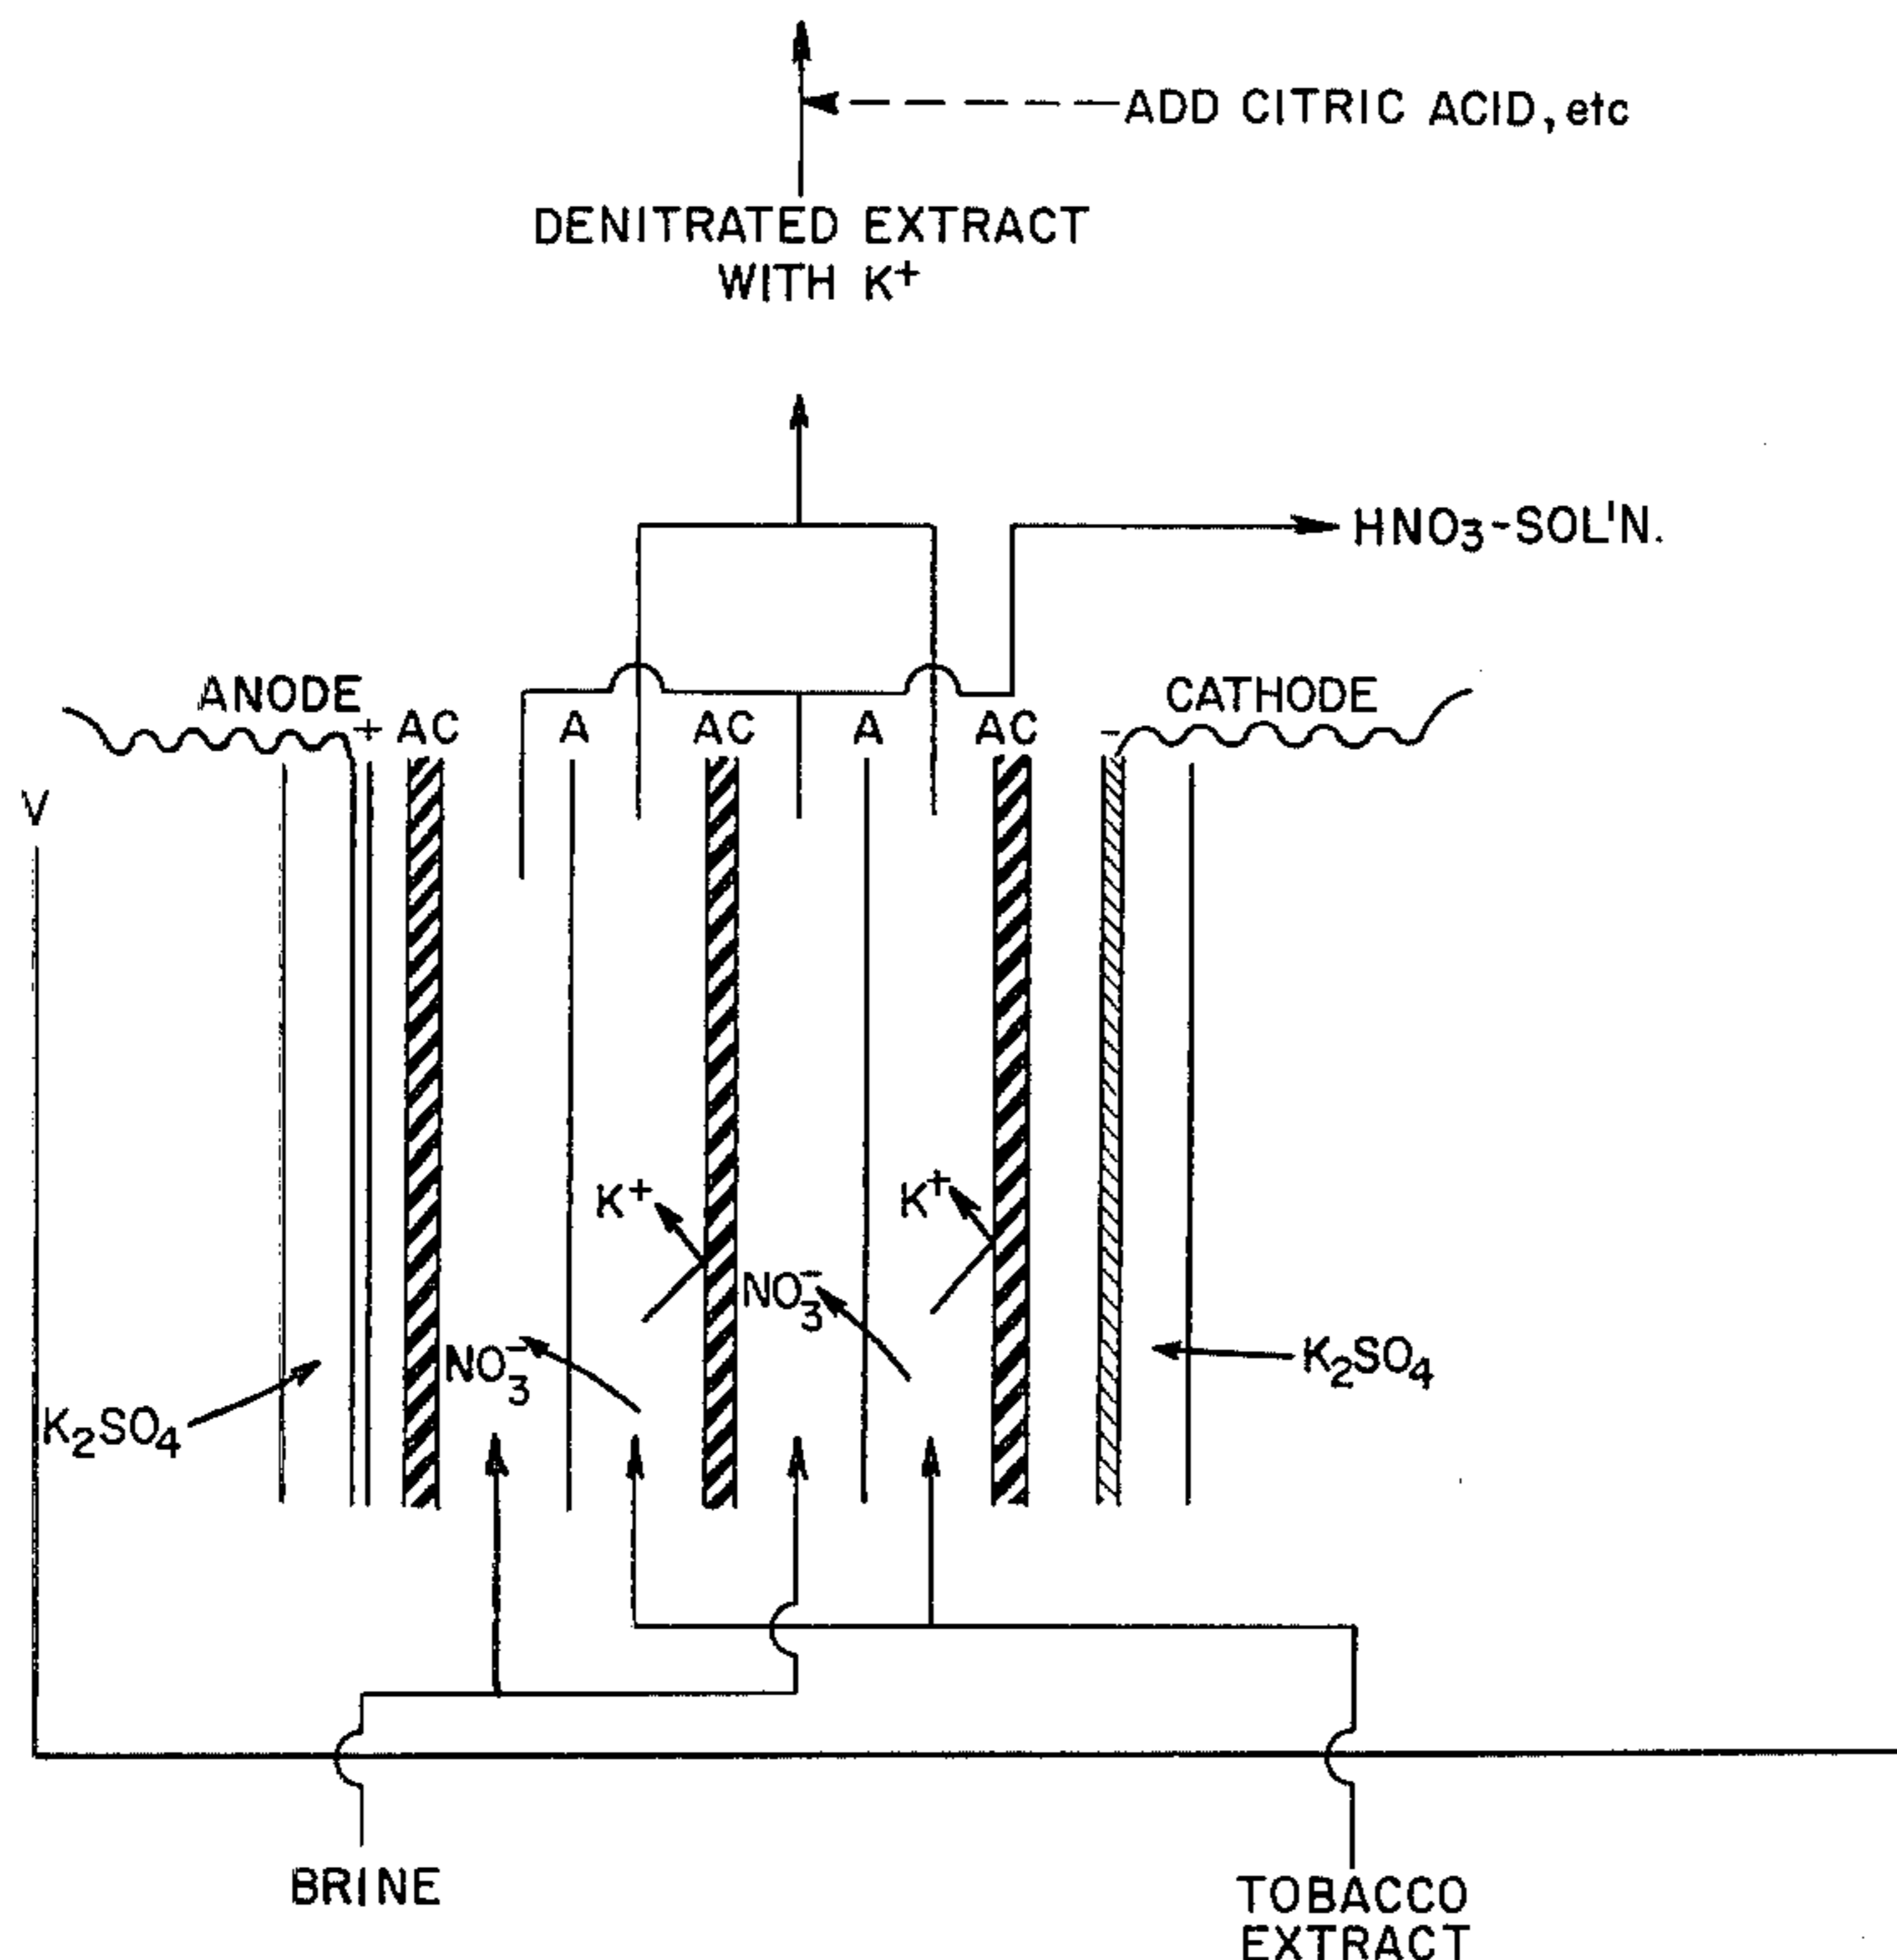 ADD CITRIC ACID, etc
DENITRATED EXTRACT
WITH K+
HNO3-SOL'N.
ANODE
CATHODE
+ AC A AC A AC -
V
K+ K+
NO3-
NO3-
K2SO4
K2SO4
BRINE
TOBACCO
EXTRACT